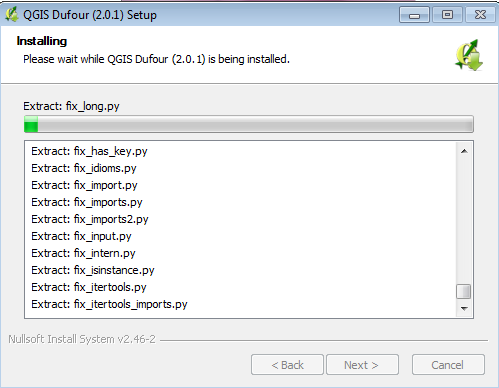 QGIS Dufour (2.0.1) Setup
Installing
Please wait while QGIS Dufour (2.0.1) is being installed.
Extract: fix_long.py
Extract: fix_has_key.py
Extract: fix_idioms.py
Extract: fix_import.py
Extract: fix_imports.py
Extract: fix_imports2.py
Extract: fix_input.py
Extract: fix_intern.py
Extract: fix_isinstance.py
Extract: fix_itertools.py
Extract: fix_itertools_imports.py
Nullsoft Install System v2.46-2
< Back
Next >
Cancel